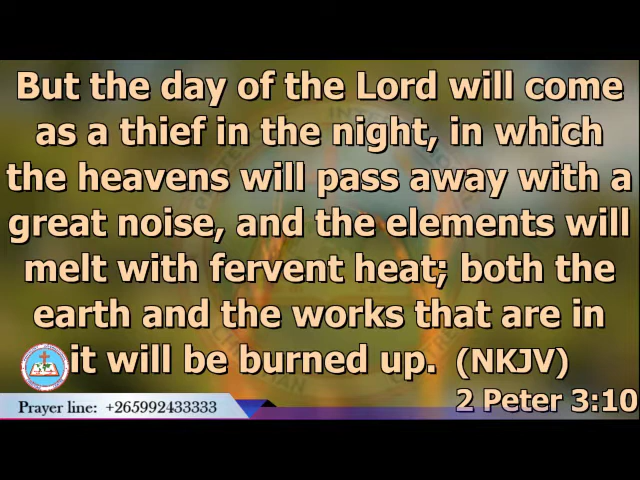 But the day of the Lord will come
as a thief in the night, in which
the heavens will pass away with a
great noise, and the elements will
melt with fervent heat; both the
earth and the works that are in
it will be burned up. (NKJV)
2 Peter 3:10
Prayer line: +265992433333